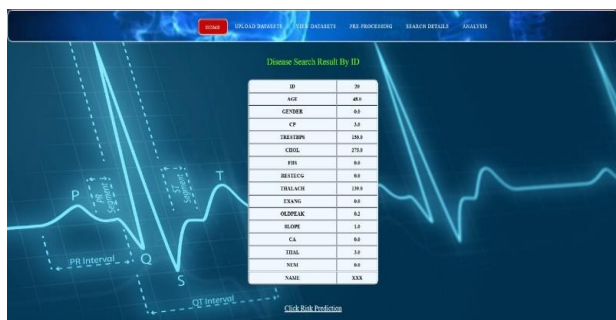 HOME UPLOAD DATASETS VIEW DATASETS PRE-PROCESSING SEARCH DETAILS ANALYSIS
Disease Search Result By ID
ID
AGE 48.0
GENDER 0.0
CP 3.0
TRESTBPS
CHOL 275.0
FBS 0.0
RESTECG 0.0
THALACH 139.0
EXANG 0.0
OLDPEAK 0.2
SLOPE 1.0
CA 0.0
THAL 3.0
NUM 0.0
NAME XXX
P
PR Segment
ST Segment
T
PR Interval
Q
S
QT Interval
Click Risk Prediction